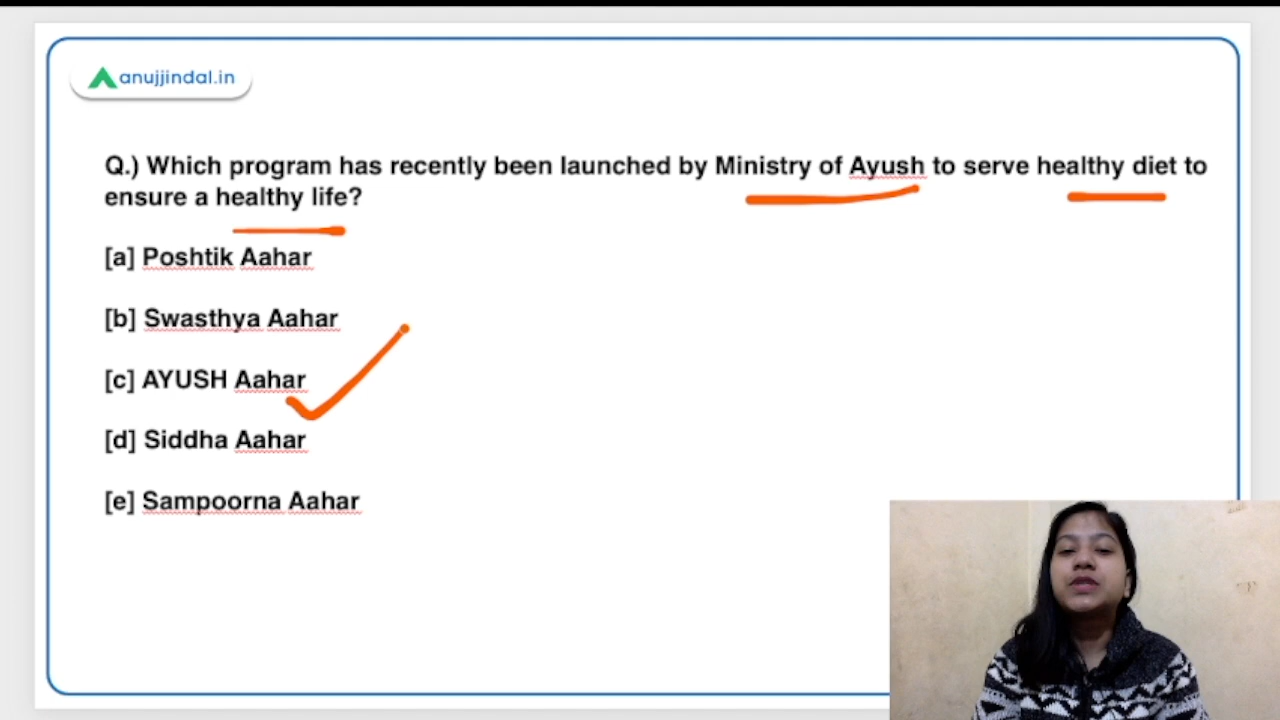 anujjindal.in
Q.) Which program has recently been launched by Ministry of Ayush to serve healthy diet to
ensure a healthy life?
[a] Poshtik Aahar
[b] Swasthya Aahar
[c] AYUSH Aahar
[d] Siddha Aahar
[e] Sampoorna Aahar